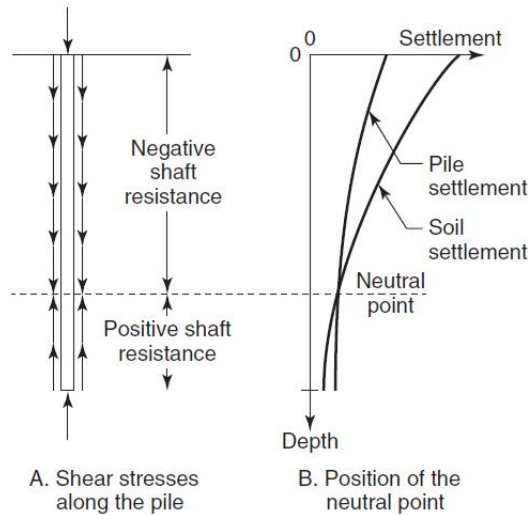 0
Settlement
0
Negative
shaft
resistance
Pile
settlement
Soil
settlement
Neutral
point
Positive shaft
resistance
Depth
A. Shear stresses
along the pile
B. Position of the
neutral point